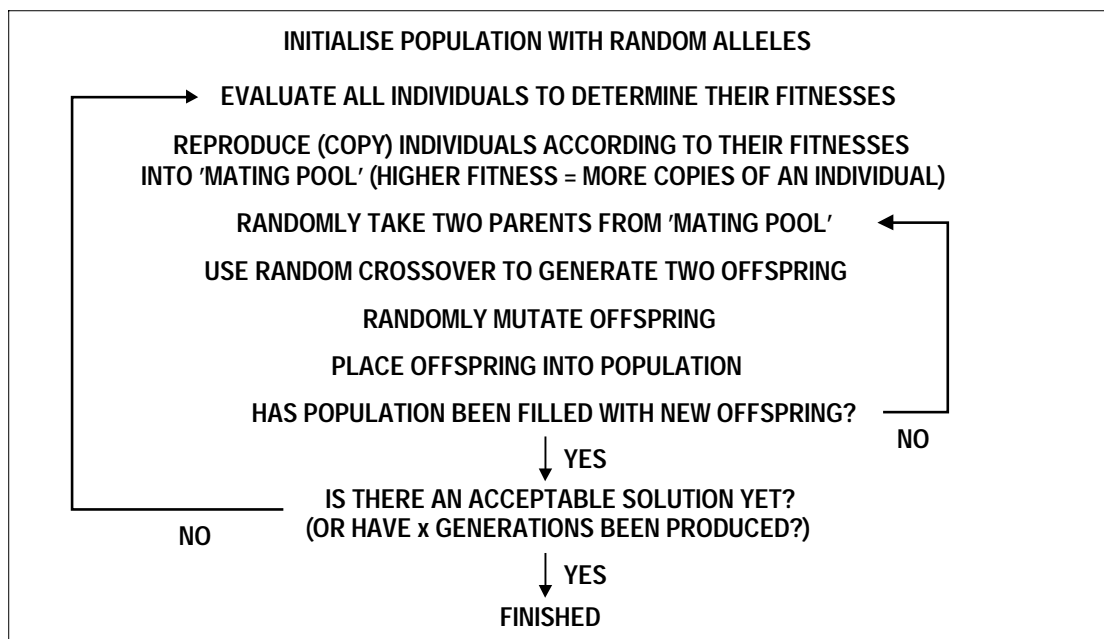 INITIALISE POPULATION WITH RANDOM ALLELES
EVALUATE ALL INDIVIDUALS TO DETERMINE THEIR FITNESSES
REPRODUCE (COPY) INDIVIDUALS ACCORDING TO THEIR FITNESSES
INTO 'MATING POOL' (HIGHER FITNESS = MORE COPIES OF AN INDIVIDUAL)
RANDOMLY TAKE TWO PARENTS FROM 'MATING POOL'
USE RANDOM CROSSOVER TO GENERATE TWO OFFSPRING
RANDOMLY MUTATE OFFSPRING
PLACE OFFSPRING INTO POPULATION
HAS POPULATION BEEN FILLED WITH NEW OFFSPRING?
NO
YES
IS THERE AN ACCEPTABLE SOLUTION YET?
(OR HAVE x GENERATIONS BEEN PRODUCED?)
NO
YES
FINISHED